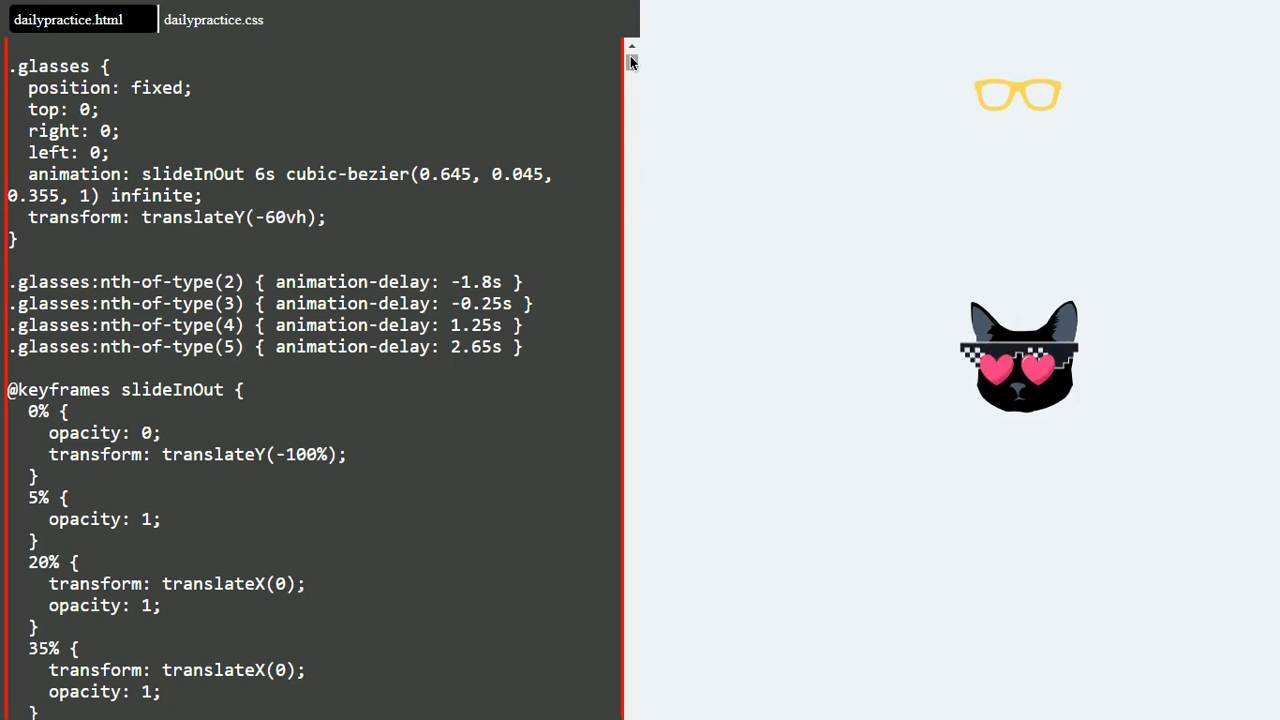 dailypractice.html dailypractice.css
.glasses {
position: fixed;
top: 0;
right: 0;
left: 0;
animation: slideInOut 6s cubic-bezier(0.645, 0.045,
0.355, 1) infinite;
transform: translateY(-60vh);
}
.glasses:nth-of-type(2) { animation-delay: -1.8s }
.glasses:nth-of-type(3) { animation-delay: -0.25s }
.glasses:nth-of-type(4) { animation-delay: 1.25s }
.glasses:nth-of-type(5) { animation-delay: 2.65s }
@keyframes slideInOut {
0% {
opacity: 0;
transform: translateY(-100%);
}
5% {
opacity: 1;
}
20% {
transform: translateX(0);
opacity: 1;
}
35% {
transform: translateX(0);
opacity: 1;
}